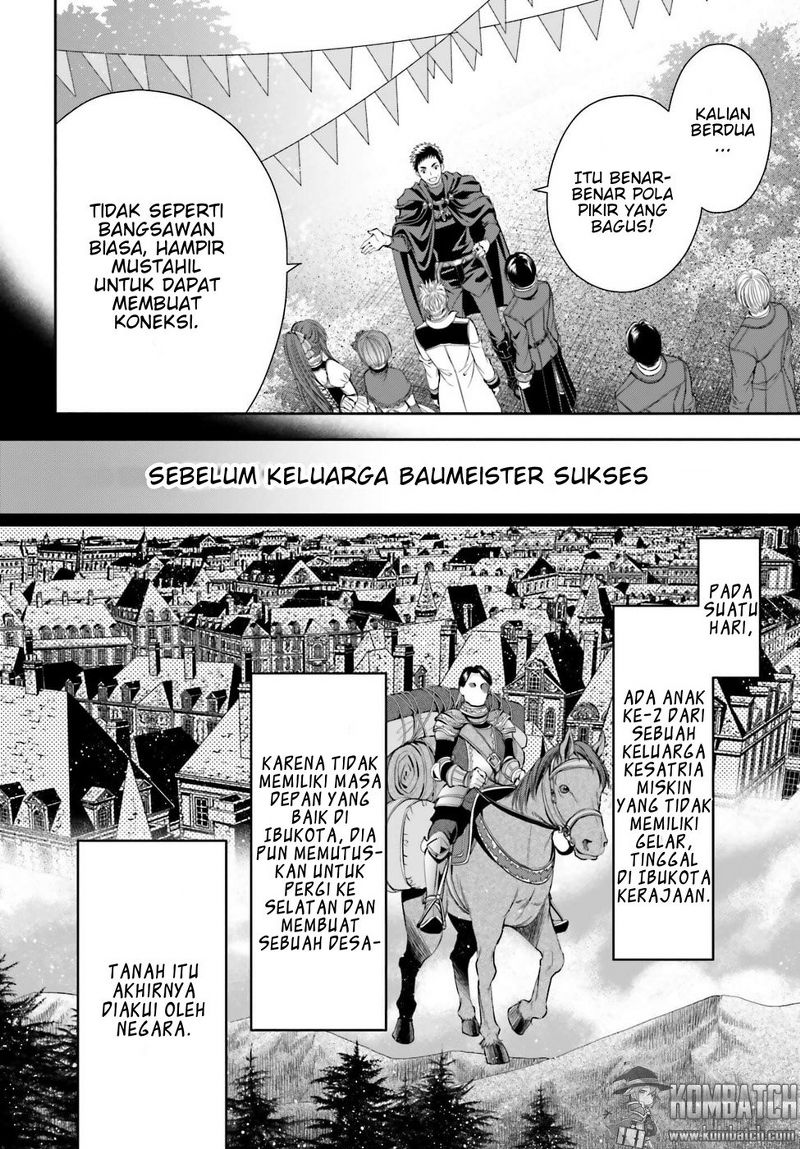 KALIAN
BERDUA
...
ITU BENAR-
BENAR POLA
PIKIR YANG
BAGUS!
TIDAK SEPERTI
BANGSAWAN
BIASA, HAMPIR
MUSTAHIL
UNTUK DAPAT
MEMBUAT
KONEKSI.
SEBELUM KELUARGA BAUMEISTER SUKSES
PADA
SUATU
HARI,
ADA ANAK
KE-2 DARI
SEBUAH
KELUARGA
KESATRIA
MISKIN
YANG TIDAK
MEMILIKI
GELAR,
TINGGAL
DI IBUKOTA
KERAJAAN.
KARENA TIDAK
MEMILIKI MASA
DEPAN YANG
BAIK DI
IBUKOTA, DIA
PUN MEMUTUS-
KAN UNTUK
PERGI KE
SELATAN DAN
MEMBUAT
SEBUAH DESA-
TANAH ITU
AKHIRNYA
DIAKUI OLEH
NEGARA.
KOMBATCH
www.kombatch.com